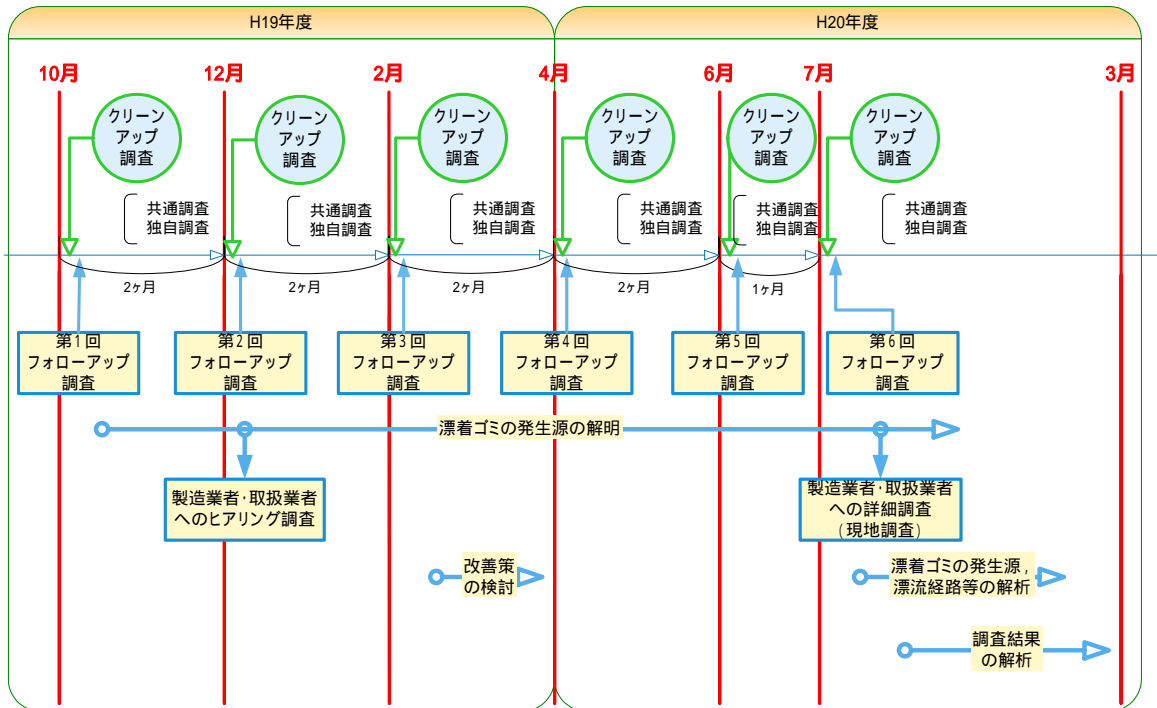 H19年度
H20年度
10月
12月
2月
4月
6月
7月
3月
クリーン
アップ
調査
クリーン
アップ
調査
クリーン
アップ
調査
クリーン
アップ
調査
クリーン
アップ
調査
クリーン
アップ
調査
共通調査
独自調査
共通調査
独自調査
共通調査
独自調査
共通調査
独自調査
共通調査
独自調査
共通調査
独自調査
2ヶ月
2ヶ月
2ヶ月
2ヶ月
1ヶ月
第1回
フォローアップ
調査
第2回
フォローアップ
調査
第3回
フォローアップ
調査
第4回
フォローアップ
調査
第5回
フォローアップ
調査
第6回
フォローアップ
調査
漂着ゴミの発生源の解明
製造業者・取扱業者
へのヒアリング調査
製造業者・取扱業者
への詳細調査
(現地調査)
改善策
の検討
漂着ゴミの発生源，
漂流経路等の解析
調査結果
の解析